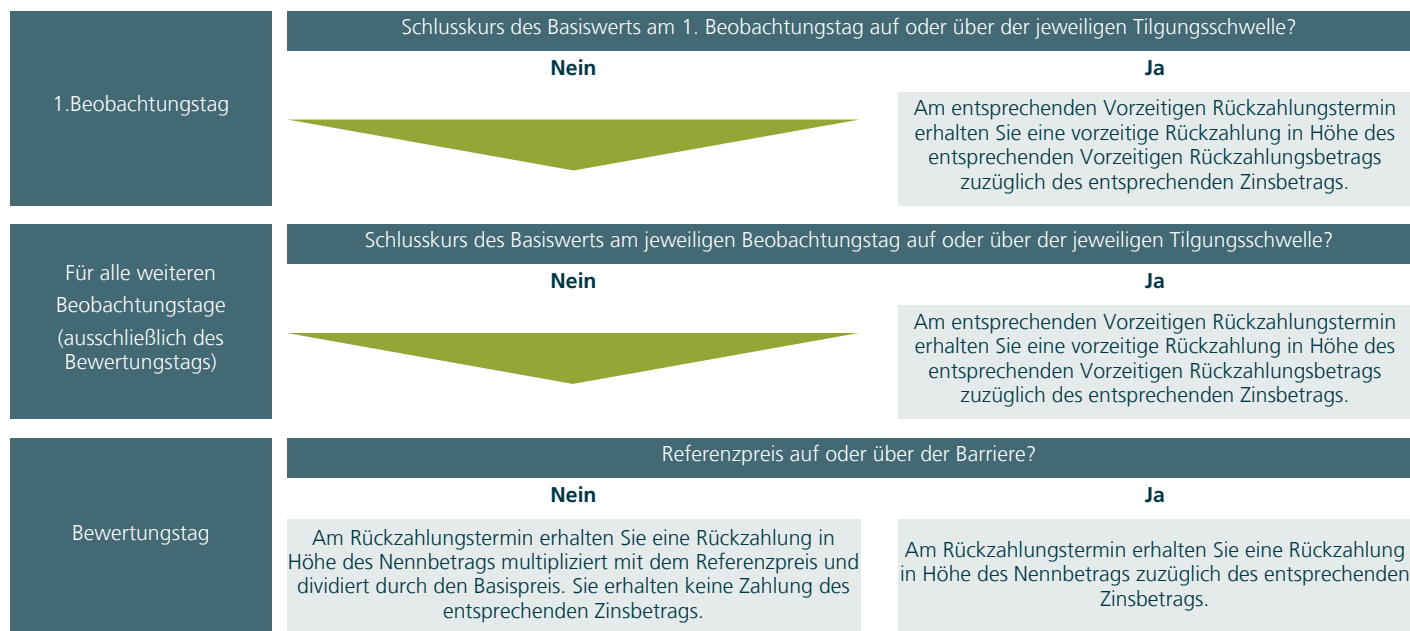 1.Beobachtungstag
Schlusskurs des Basiswerts am 1. Beobachtungstag auf oder über der jeweiligen Tilgungsschwelle?
Nein
Ja
Am entsprechenden Vorzeitigen Rückzahlungstermin
erhalten Sie eine vorzeitige Rückzahlung in Höhe des
entsprechenden Vorzeitigen Rückzahlungsbetrags
zuzüglich des entsprechenden Zinsbetrags.
Für alle weiteren
Beobachtungstage
(ausschließlich des
Bewertungstags)
Schlusskurs des Basiswerts am jeweiligen Beobachtungstag auf oder über der jeweiligen Tilgungsschwelle?
Nein
Ja
Am entsprechenden Vorzeitigen Rückzahlungstermin
erhalten Sie eine vorzeitige Rückzahlung in Höhe des
entsprechenden Vorzeitigen Rückzahlungsbetrags
zuzüglich des entsprechenden Zinsbetrags.
Bewertungstag
Referenzpreis auf oder über der Barriere?
Nein
Ja
Am Rückzahlungstermin erhalten Sie eine Rückzahlung in
Höhe des Nennbetrags multipliziert mit dem Referenzpreis und
dividiert durch den Basispreis. Sie erhalten keine Zahlung des
entsprechenden Zinsbetrags.
Am Rückzahlungstermin erhalten Sie eine Rückzahlung
in Höhe des Nennbetrags zuzüglich des entsprechenden
Zinsbetrags.